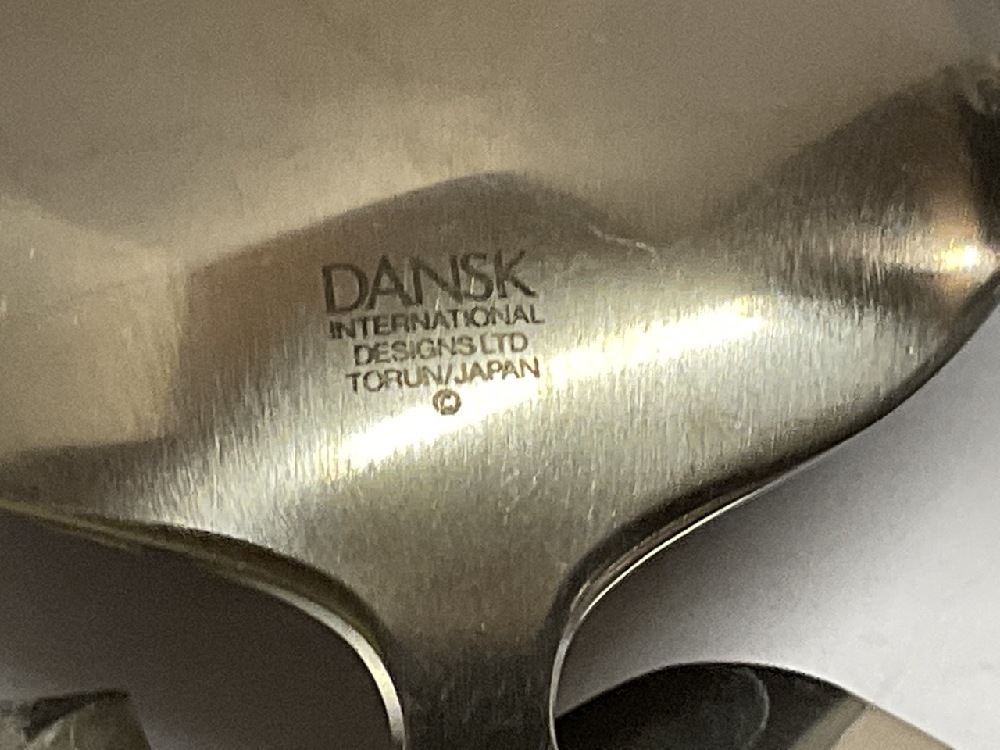 DANSK
INTERNATIONAL
DESIGNS LTD
TORUN/JAPAN
©